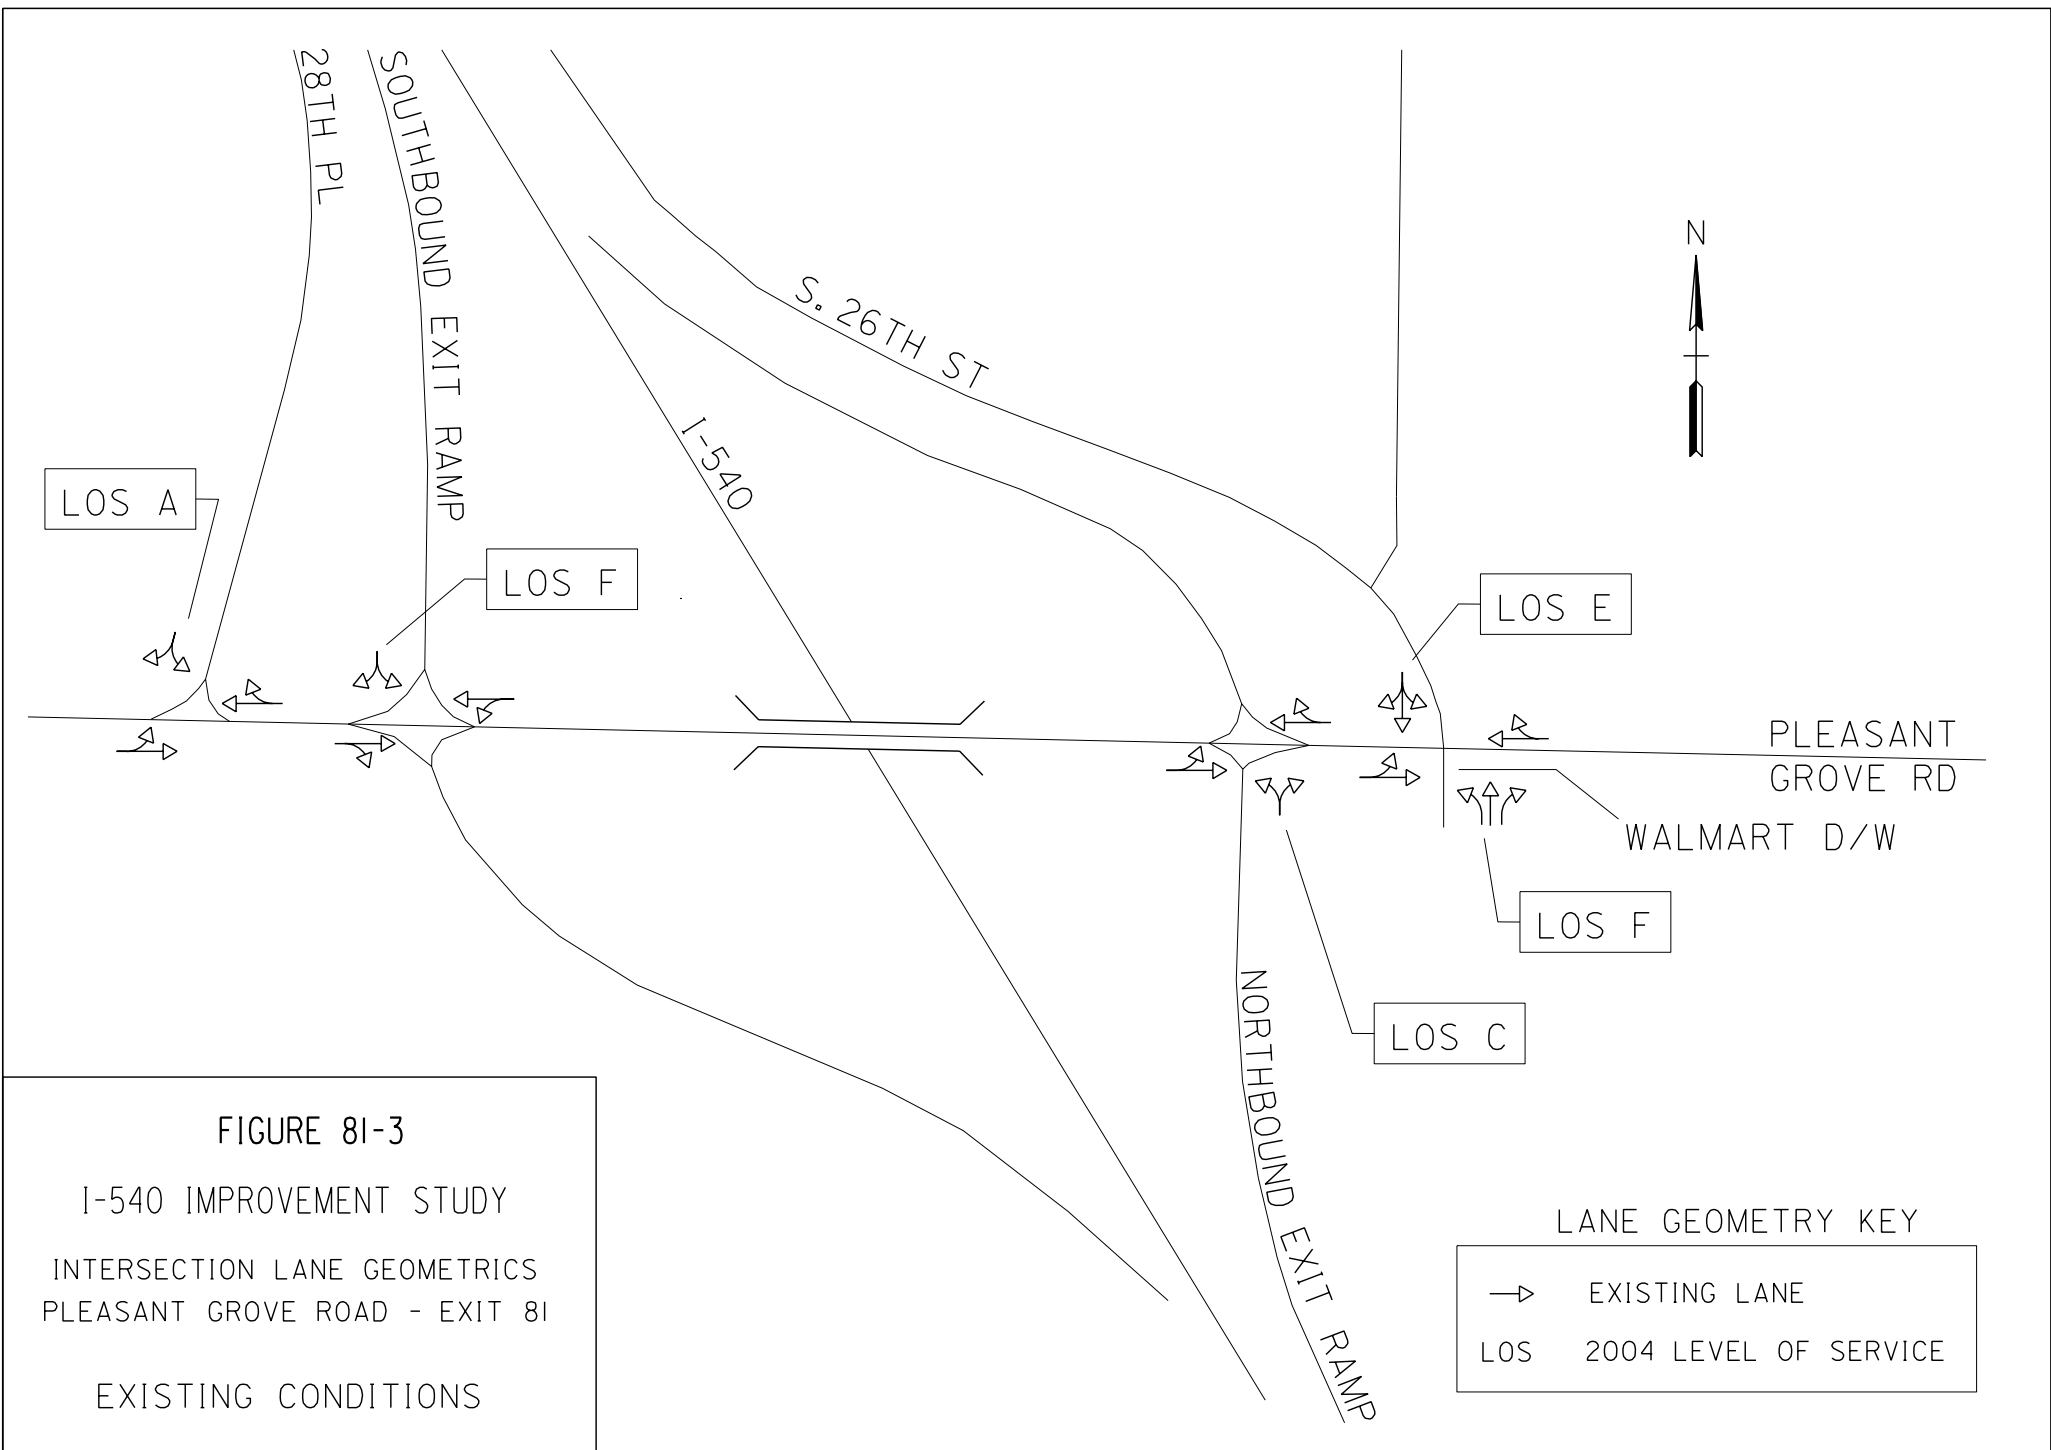 28TH PL
SOUTHBOUND EXIT RAMP
I-540
S. 26TH ST
N
LOS A
LOS F
LOS E
PLEASANT
GROVE RD
WALMART D/W
LOS F
LOS C
NORTHBOUND EXIT RAMP
FIGURE 81-3
I-540 IMPROVEMENT STUDY
INTERSECTION LANE GEOMETRICS
PLEASANT GROVE ROAD - EXIT 81
EXISTING CONDITIONS
LANE GEOMETRY KEY
EXISTING LANE
LOS 2004 LEVEL OF SERVICE